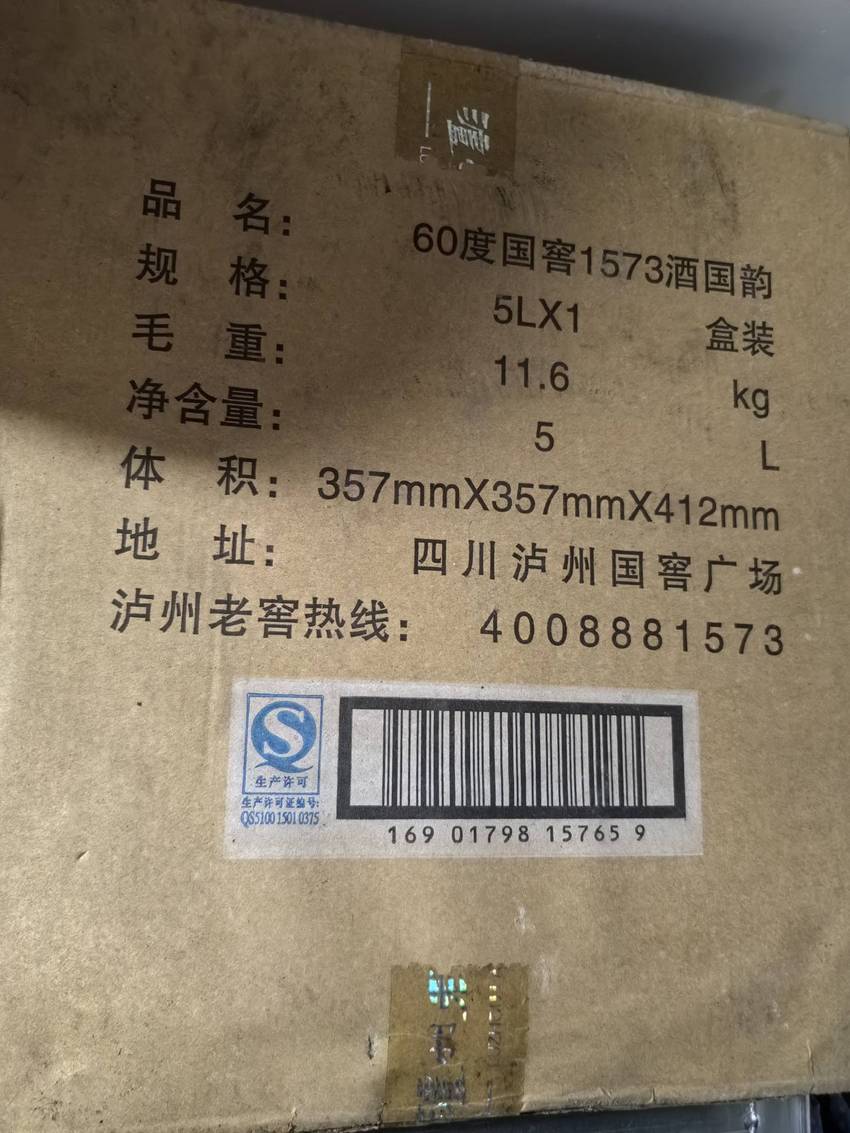 品 名: 60度国窖1573酒国韵
规 格: 5LX1 盒装
毛 重: 11.6 kg
净含量: 5 L
体 积: 357mmX357mmX412mm
地 址: 四川泸州国窖广场
泸州老窖热线: 4008881573
生产许可
生产许可证编号:
QS5100 1501 0375
169 01798 15765 9